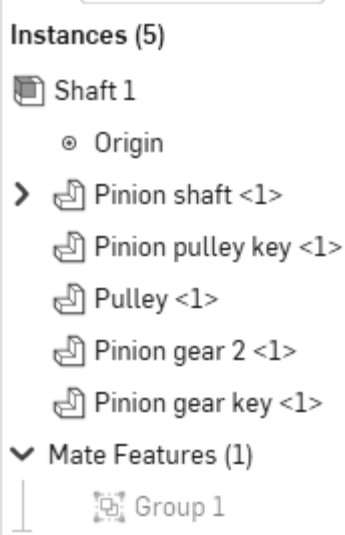 Instances (5)
Shaft 1
Origin
Pinion shaft <1>
Pinion pulley key <1>
Pulley <1>
Pinion gear 2 <1>
Pinion gear key <1>
Mate Features (1)
Group 1